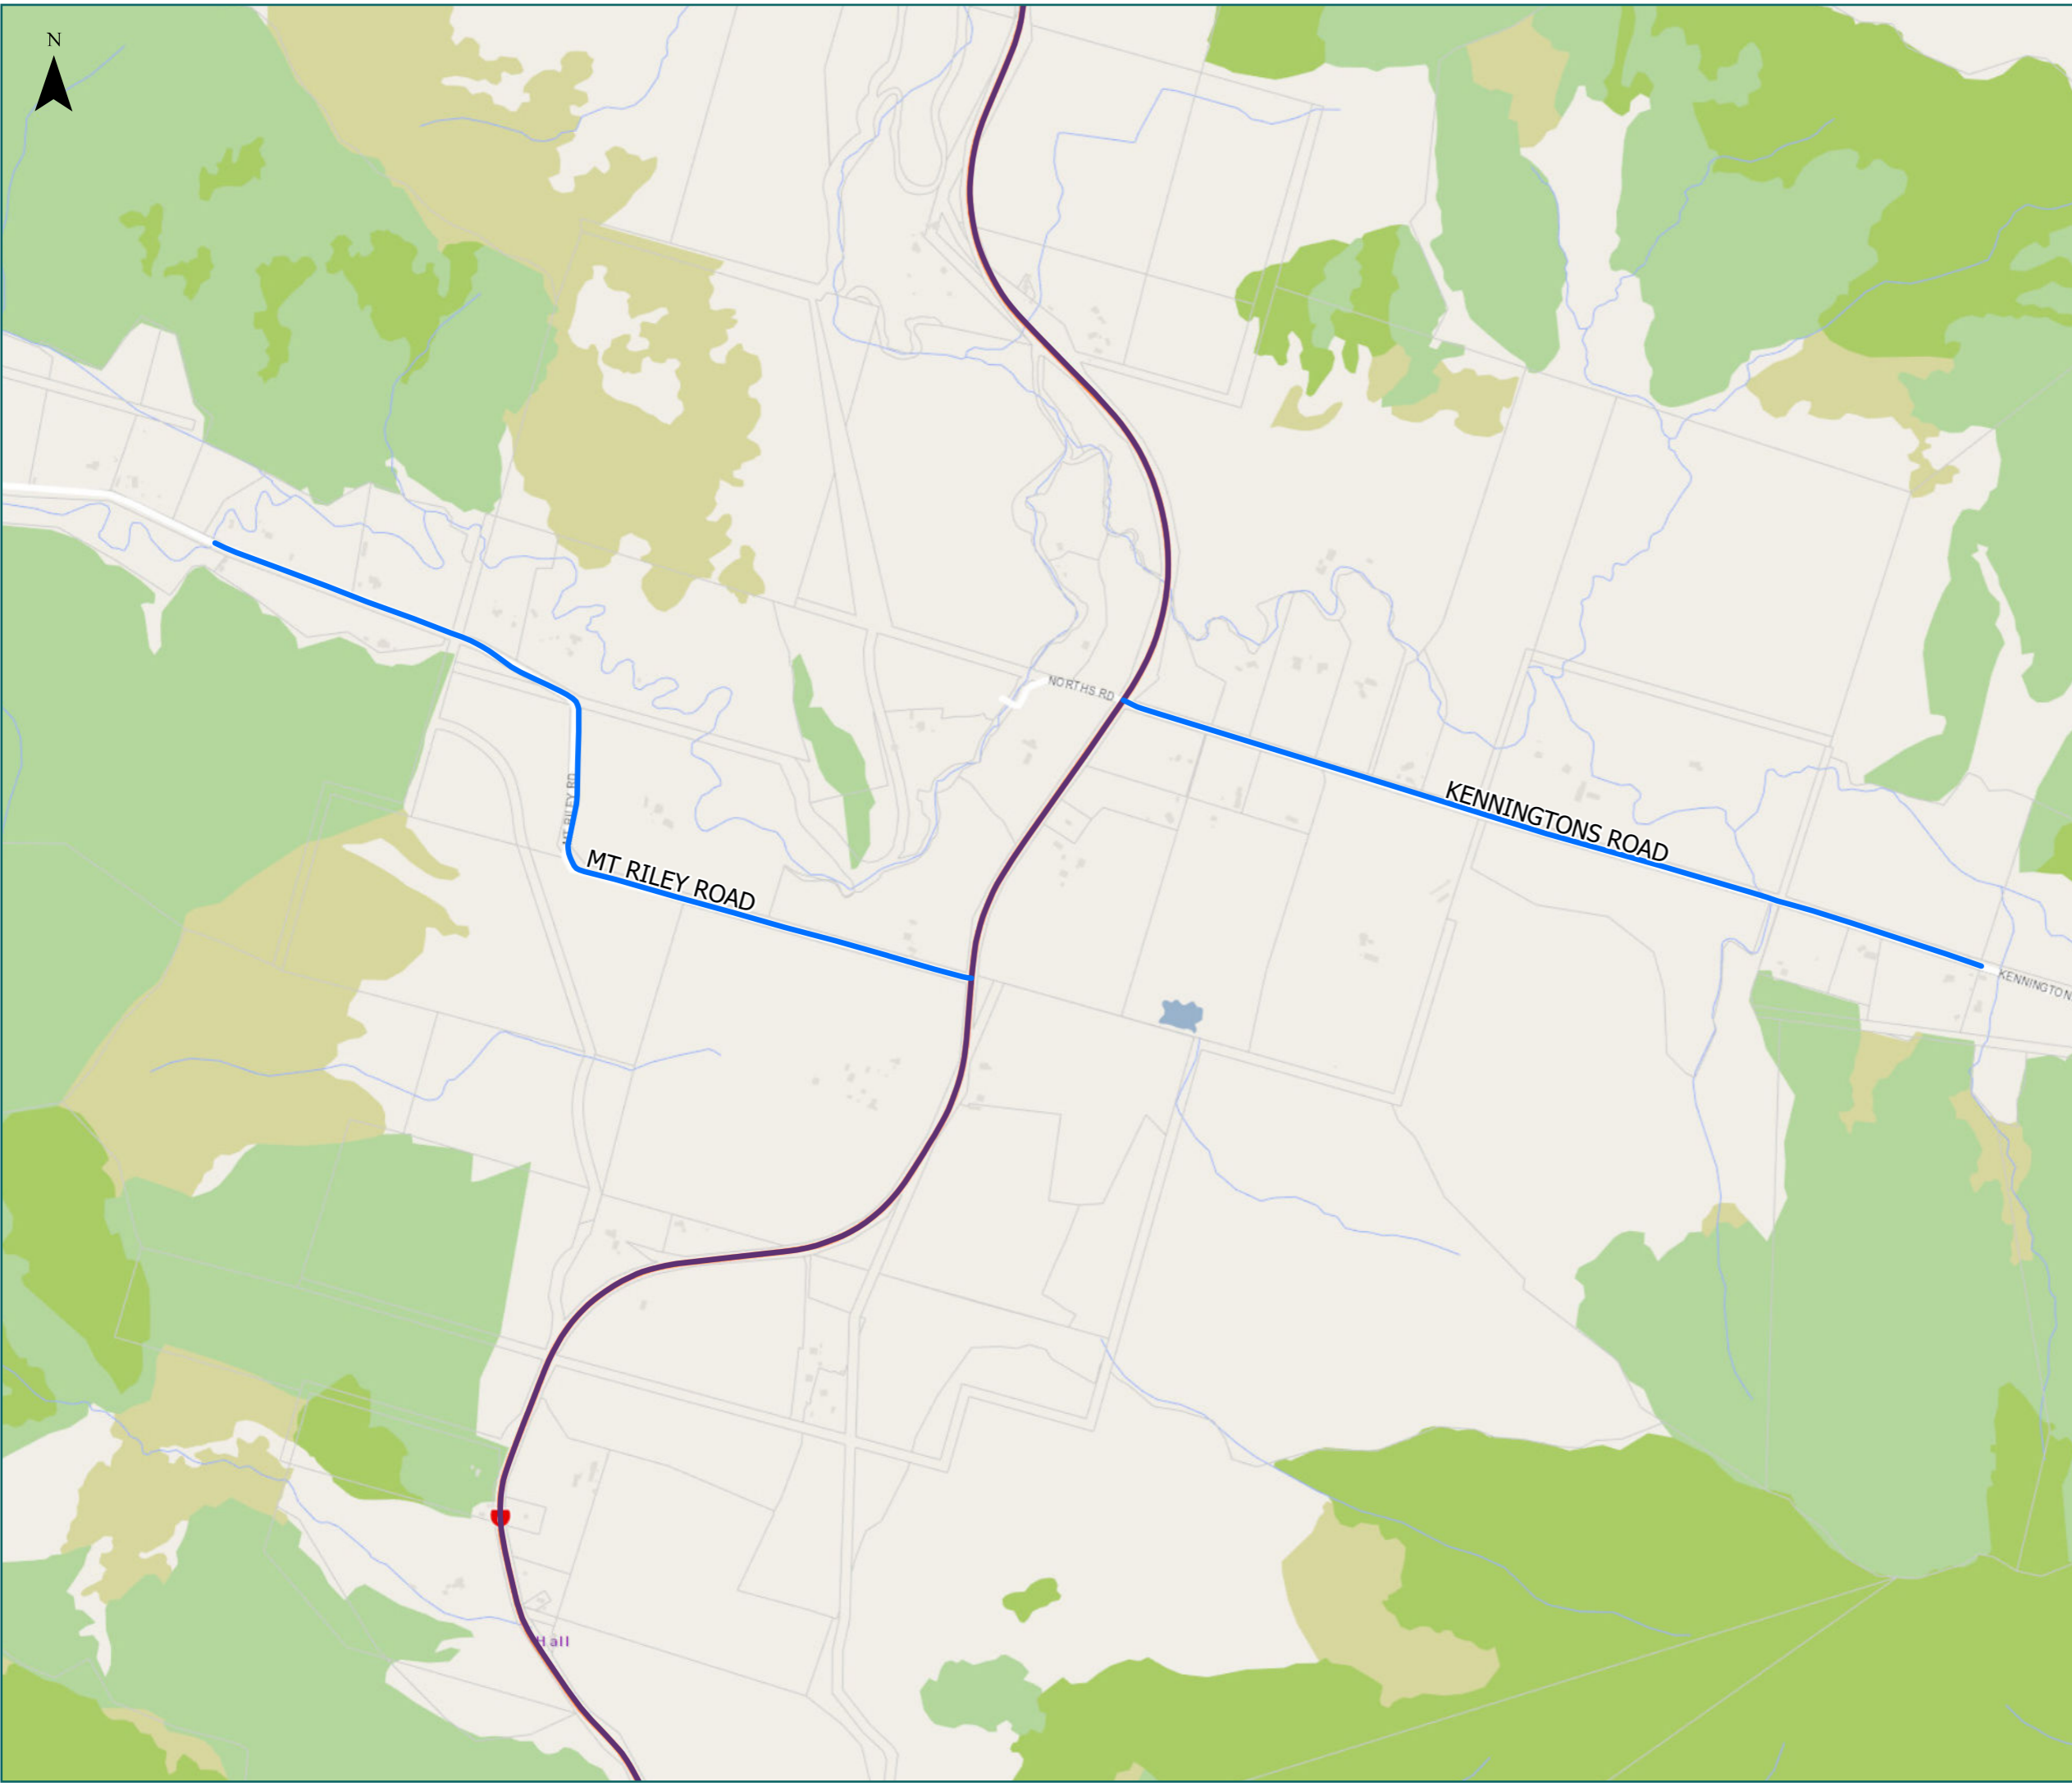 N
NORTHS RD
KENNINGTONS ROAD
MT RILEY RD
MT RILEY ROAD
KENNINGTON
Hall